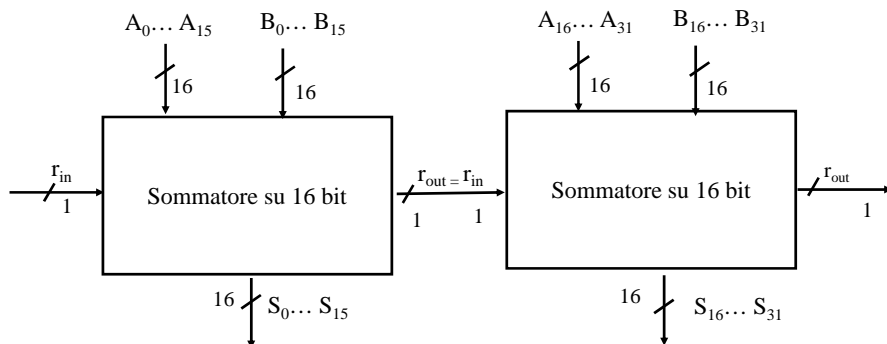 A0… A15
B0… B15
A16… A31
B16… B31
16
16
16
16
rin
1
Sommatore su 16 bit
rout = rin
1
1
Sommatore su 16 bit
rout
1
16
S0… S15
16
S16… S31